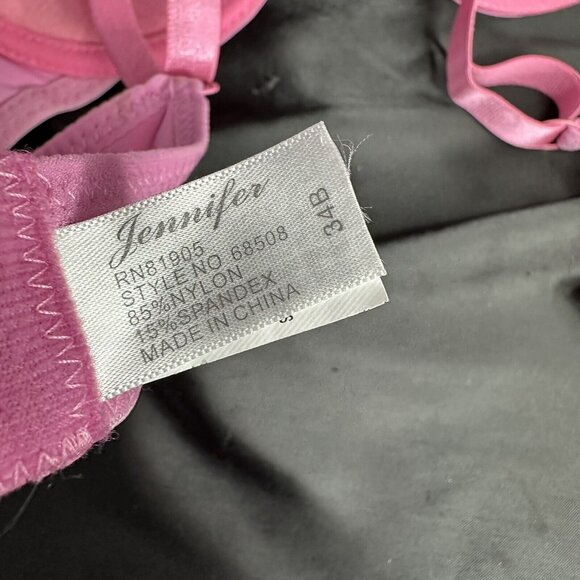 Jennifer
RN81905
STYLE NO 68508
85%NYLON
15%SPANDEX
MADE IN CHINA
34B